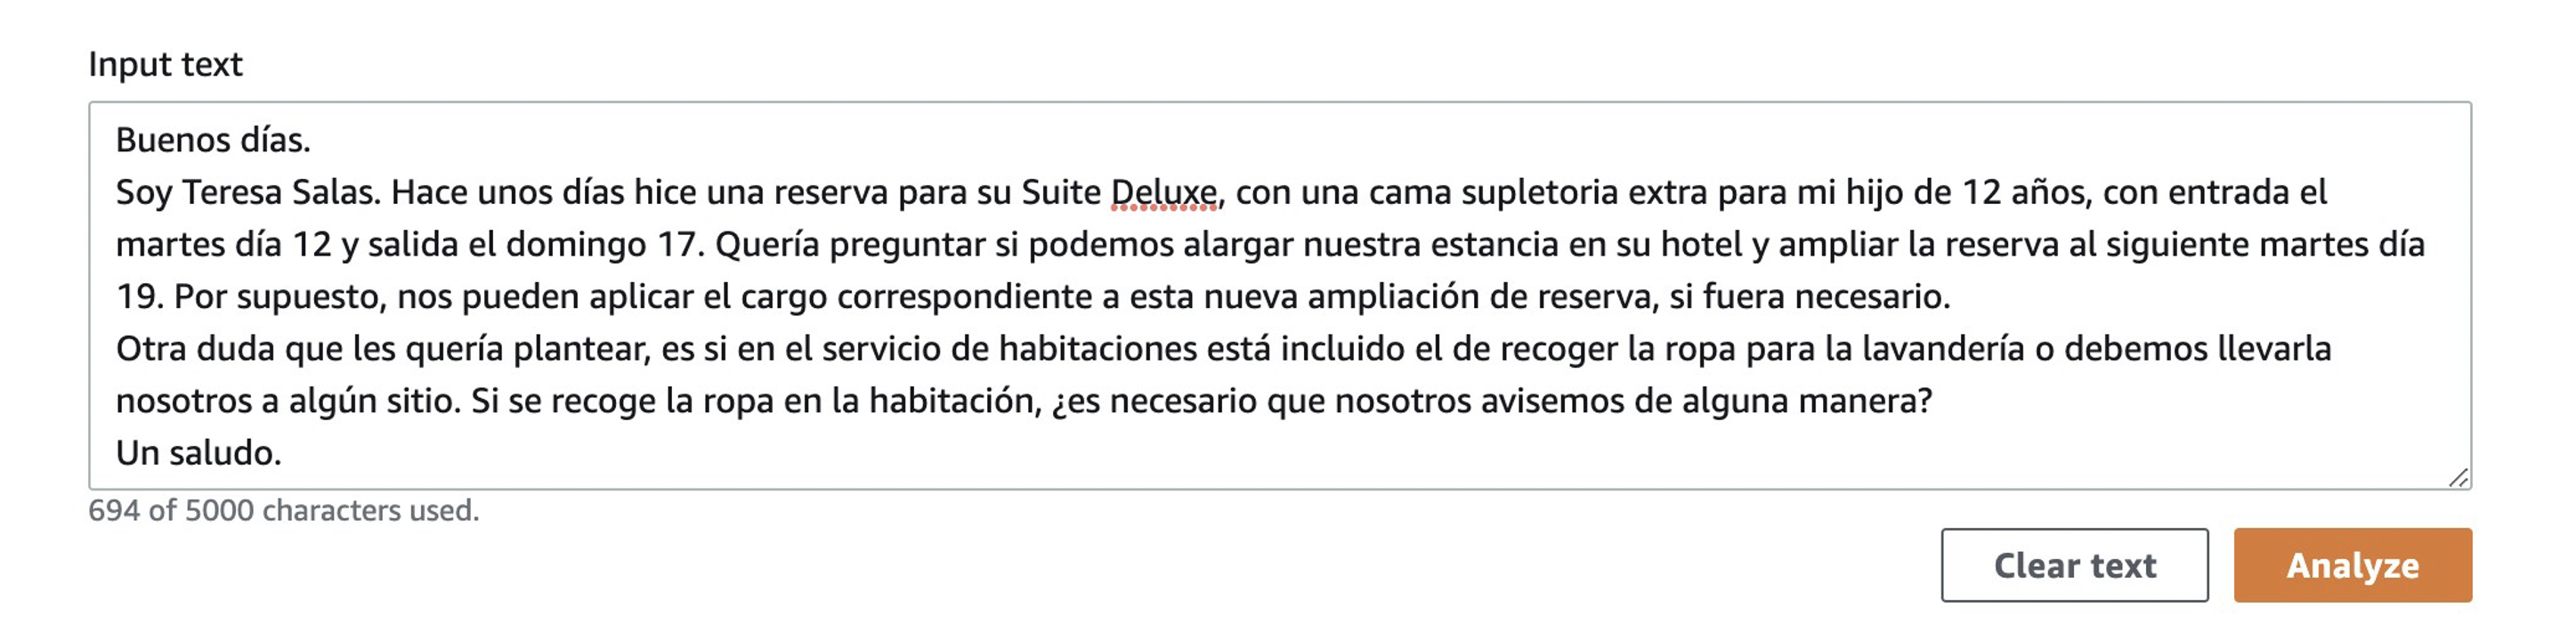 Input text
Buenos días.
Soy Teresa Salas. Hace unos días hice una reserva para su Suite Deluxe, con una cama supletoria extra para mi hijo de 12 años, con entrada el
martes día 12 y salida el domingo 17. Quería preguntar si podemos alargar nuestra estancia en su hotel y ampliar la reserva al siguiente martes día
19. Por supuesto, nos pueden aplicar el cargo correspondiente a esta nueva ampliación de reserva, si fuera necesario.
Otra duda que les quería plantear, es si en el servicio de habitaciones está incluido el de recoger la ropa para la lavandería o debemos llevarla
nosotros a algún sitio. Si se recoge la ropa en la habitación, ¿es necesario que nosotros avisemos de alguna manera?
Un saludo.
694 of 5000 characters used.
Clear text
Analyze